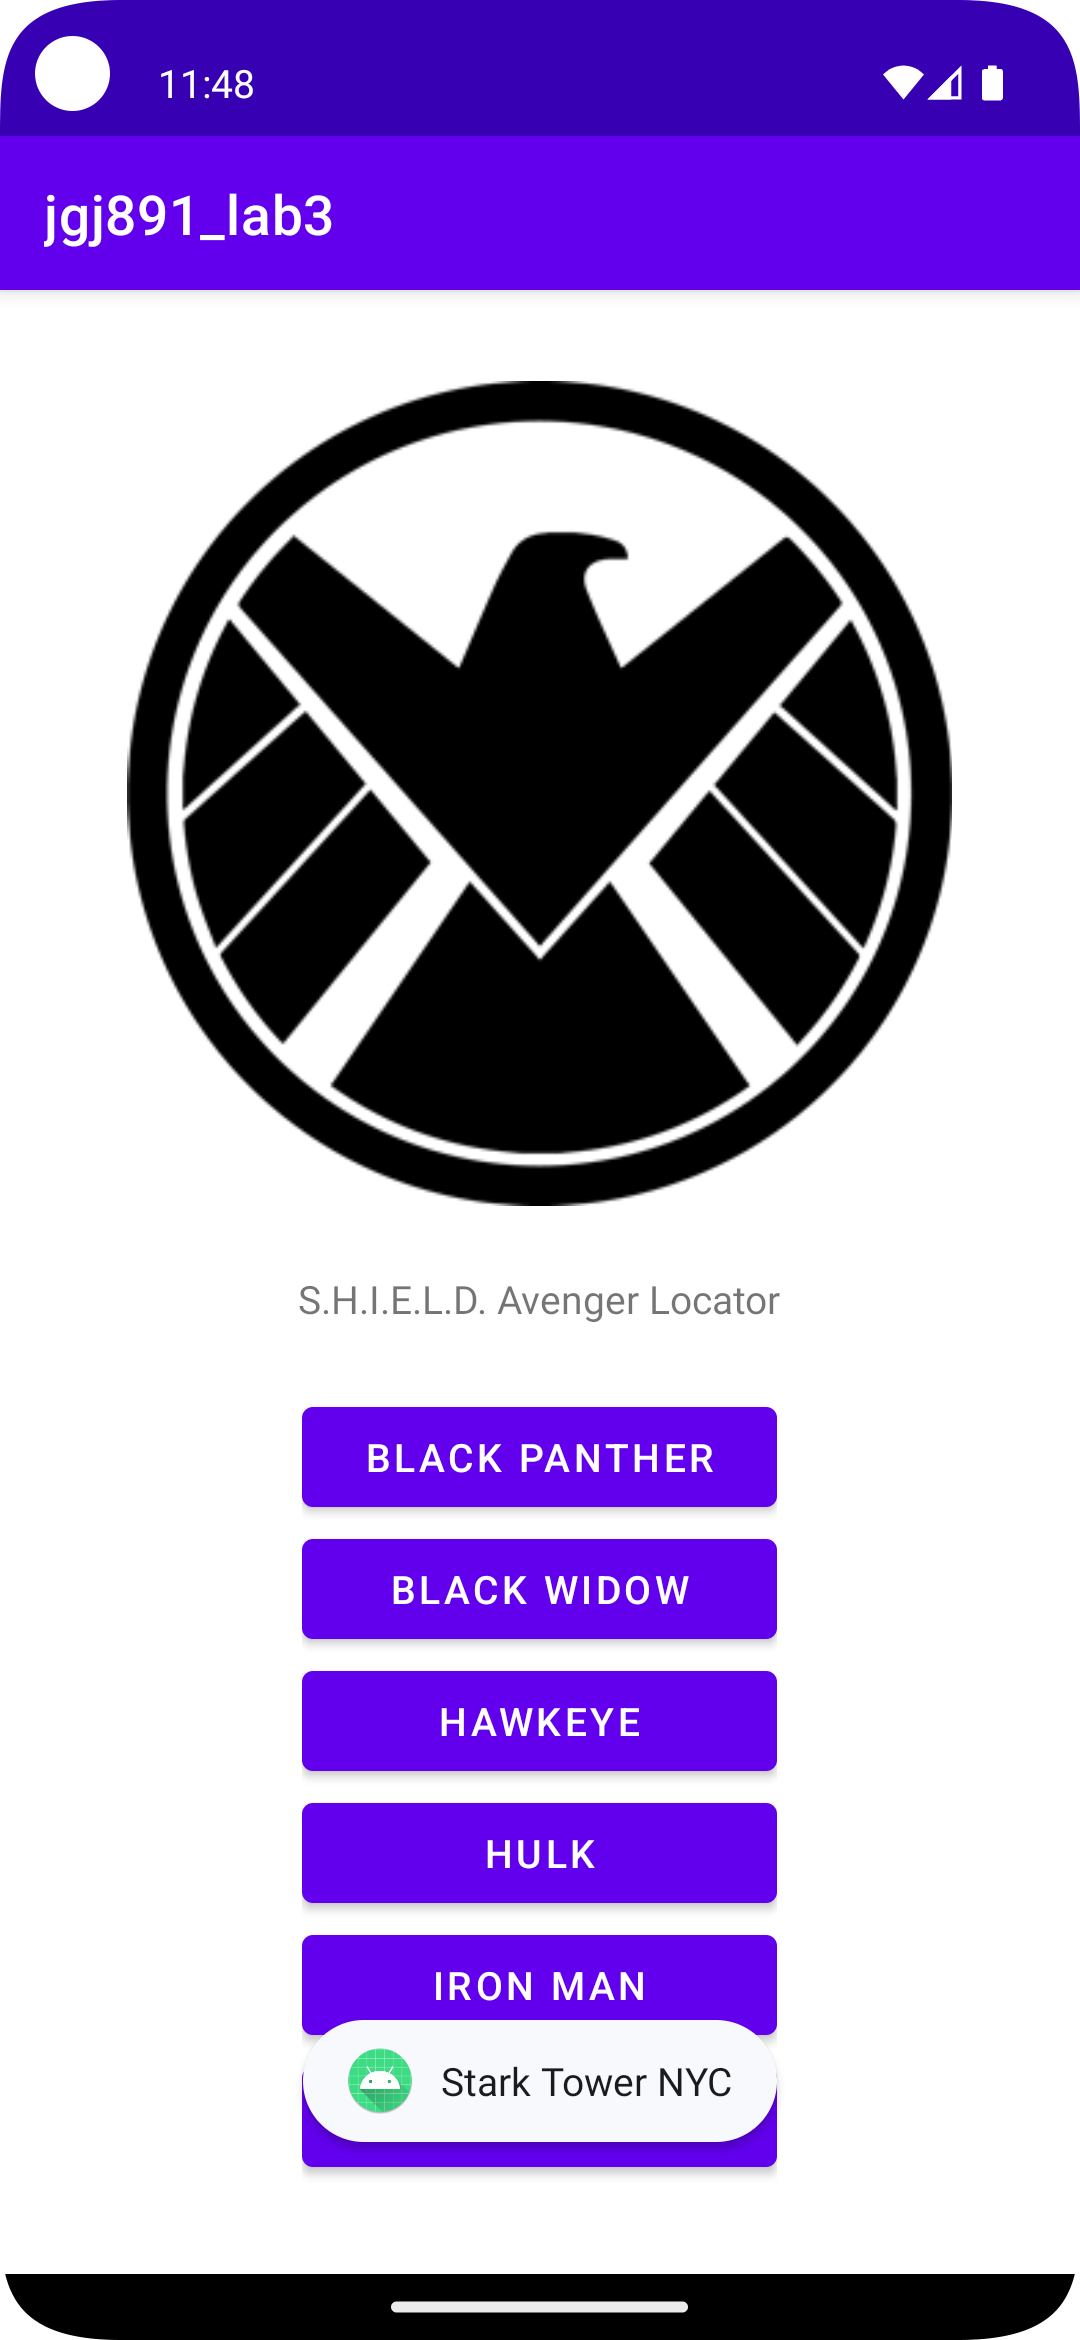 11:48
jgj891_lab3
S.H.I.E.L.D. Avenger Locator
BLACK PANTHER
BLACK WIDOW
HAWKEYE
HULK
IRON MAN
Stark Tower NYC